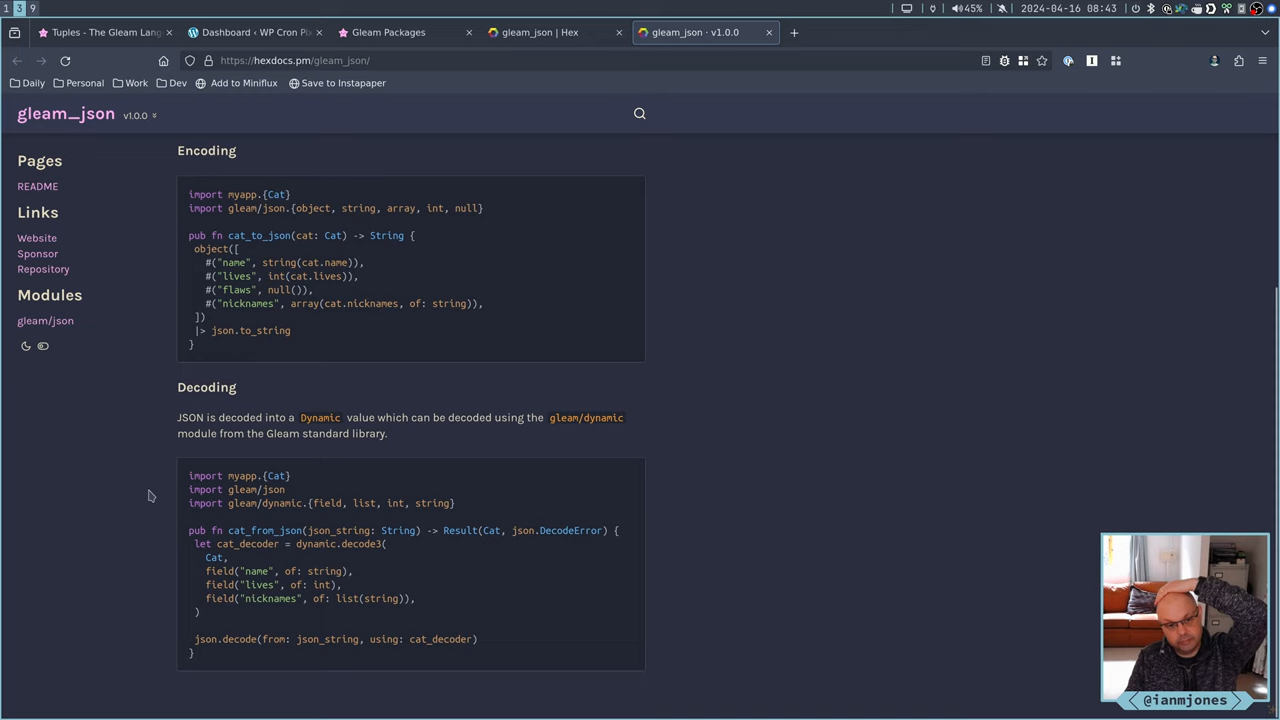 1 3 9
45%
2024-04-16
08:43
Tuples - The Gleam Lang
Dashboard ‹ WP Cron Pix
Gleam Packages
gleam_json | Hex
gleam_json · v1.0.0
https://hexdocs.pm/gleam_json/
Daily
Personal
Work
Dev
Add to Miniflux
Save to Instapaper
gleam_json v1.0.0
Pages
README
Links
Website
Sponsor
Repository
Modules
gleam/json
Encoding
import myapp.{Cat}
import gleam/json.{object, string, array, int, null}
pub fn cat_to_json(cat: Cat) -> String {
object([
#("name", string(cat.name)),
#("lives", int(cat.lives)),
#("flaws", null()),
#("nicknames", array(cat.nicknames, of: string)),
])
|> json.to_string
}
Decoding
JSON is decoded into a Dynamic value which can be decoded using the gleam/dynamic
module from the Gleam standard library.
import myapp.{Cat}
import gleam/json
import gleam/dynamic.{field, list, int, string}
pub fn cat_from_json(json_string: String) -> Result(Cat, json.DecodeError) {
let cat_decoder = dynamic.decode3(
Cat,
field("name", of: string),
field("lives", of: int),
field("nicknames", of: list(string)),
)
json.decode(from: json_string, using: cat_decoder)
}
@ianmjones